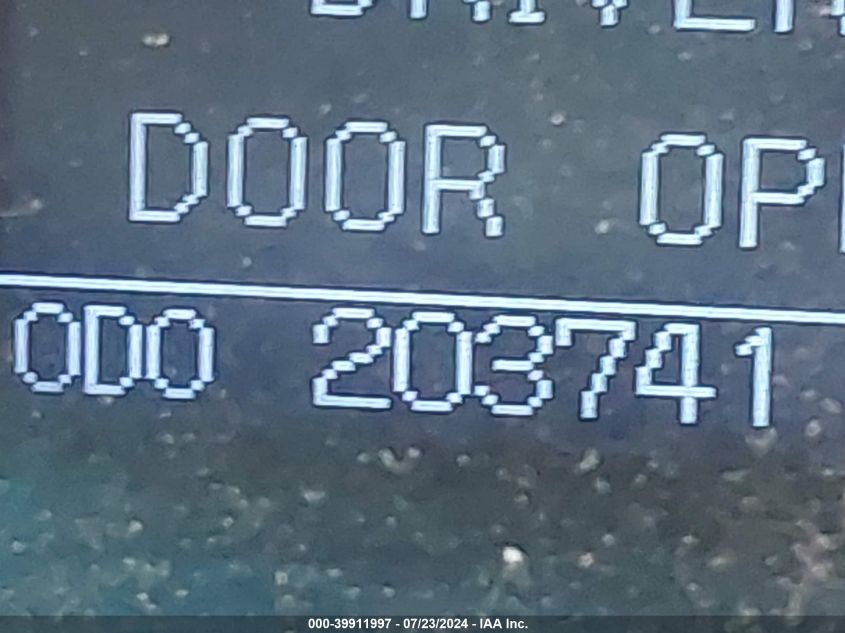 DOOR
ODO 203741
000-39911997 - 07/23/2024 - IAA Inc.